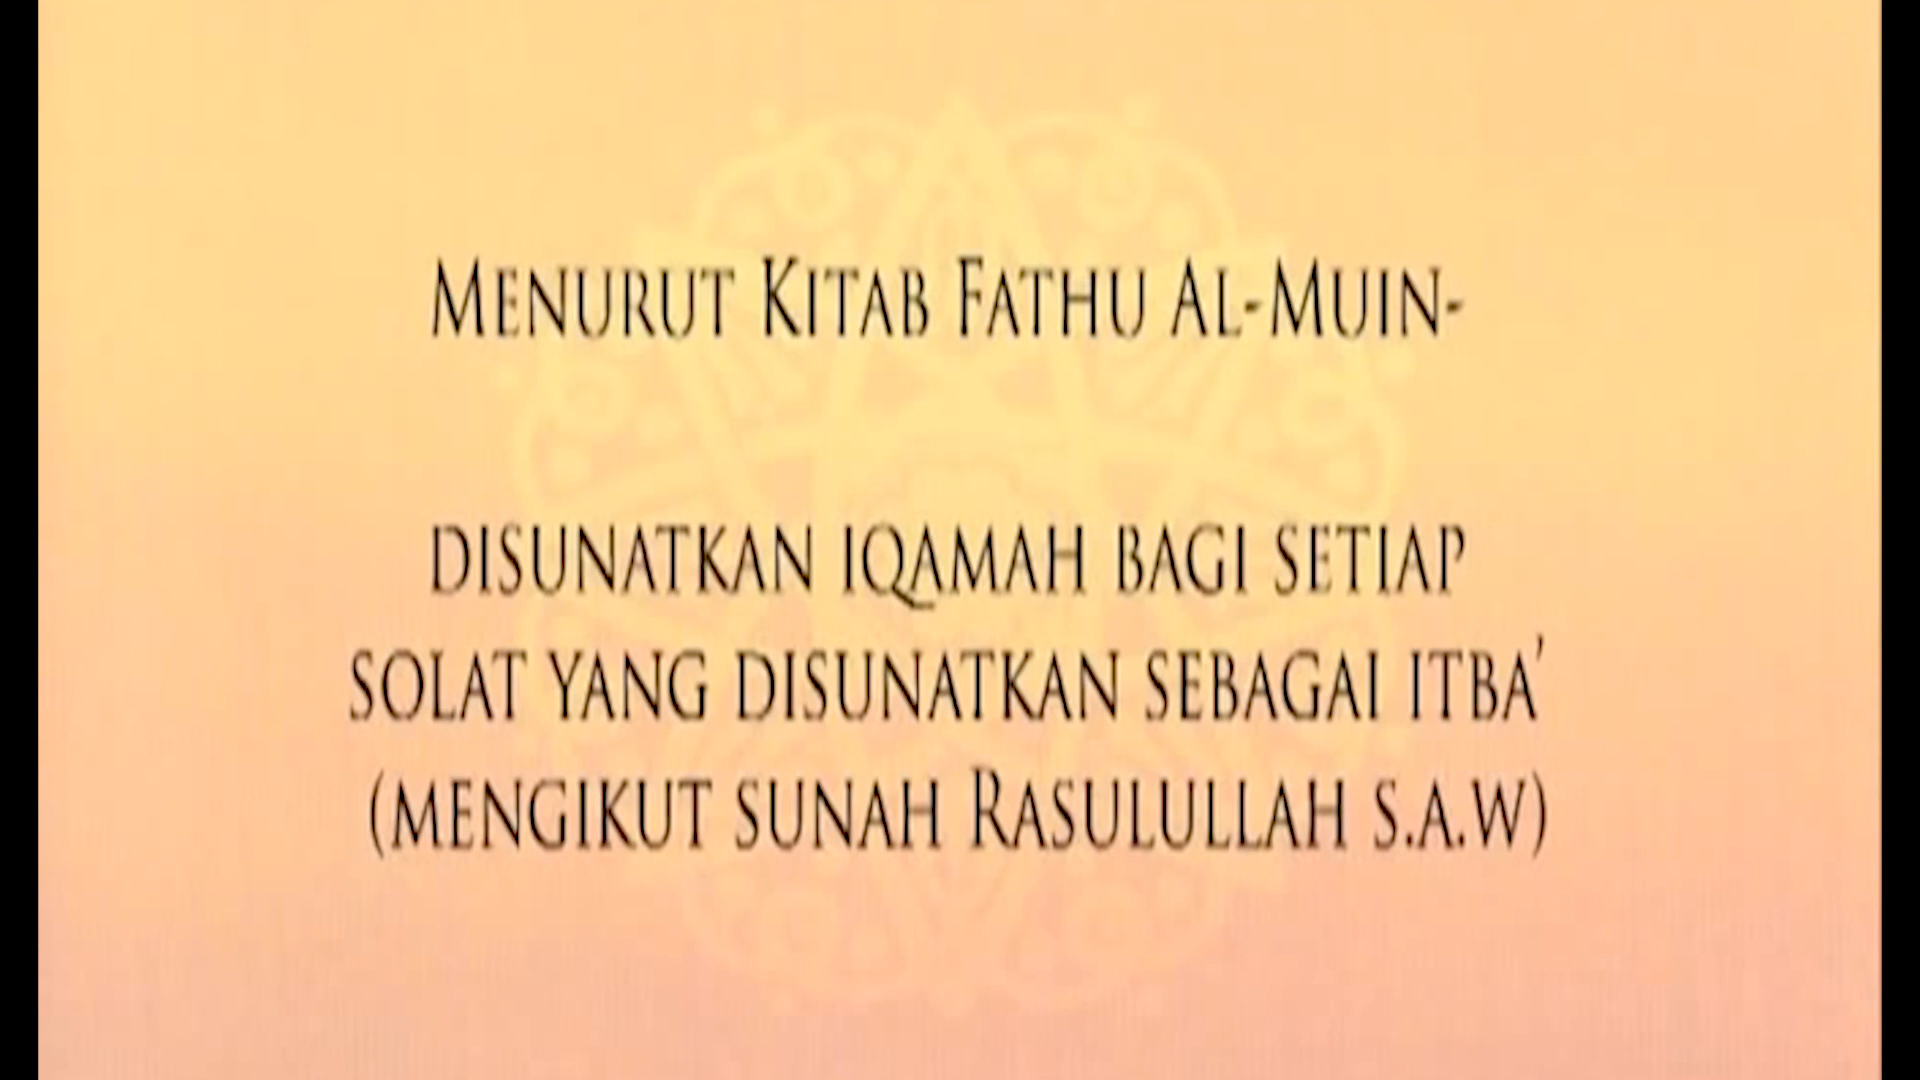 Menurut Kitab Fathu Al-Muin-
disunatkan iqamah bagi setiap
solat yang disunatkan sebagai itba'
(mengikut sunah Rasulullah s.a.w)